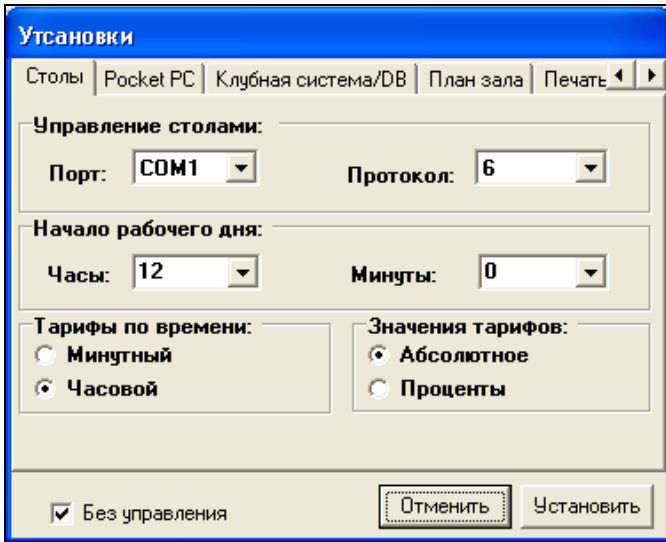 Утсановки
Столы Pocket PC Клубная система/DB План зала Печать
Управление столами:
Порт: COM1 Протокол: 6
Начало рабочего дня:
Часы: 12 Минуты: 0
Тарифы по времени: Значения тарифов:
Минутный Абсолютное
Часовой Проценты
Без управления Отменить Установить